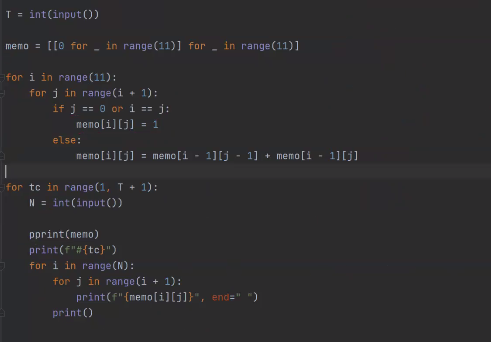 T = int(input())
memo = [[0 for _ in range(11)] for _ in range(11)]
for i in range(11):
    for j in range(i + 1):
        if j == 0 or i == j:
            memo[i][j] = 1
        else:
            memo[i][j] = memo[i - 1][j - 1] + memo[i - 1][j]
for tc in range(1, T + 1):
    N = int(input())
    pprint(memo)
    print(f"#{tc}")
    for i in range(N):
        for j in range(i + 1):
            print(f"{memo[i][j]}", end=" ")
        print()